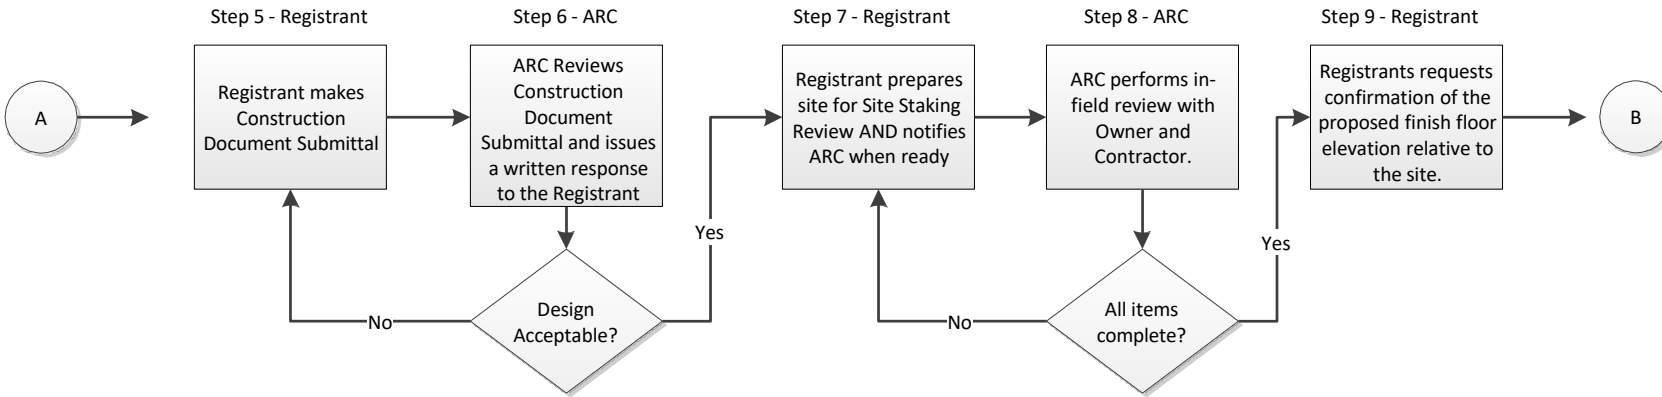 Step 5 - Registrant
Step 6 - ARC
Step 7 - Registrant
Step 8 - ARC
Step 9 - Registrant
A
Registrant makes
Construction
Document Submittal
ARC Reviews
Construction
Document
Submittal and issues
a written response
to the Registrant
Registrant prepares
site for Site Staking
Review AND notifies
ARC when ready
ARC performs in-
field review with
Owner and
Contractor.
Registrants requests
confirmation of the
proposed finish floor
elevation relative to
the site.
B
Yes
Yes
No
Design
Acceptable?
No
All items
complete?